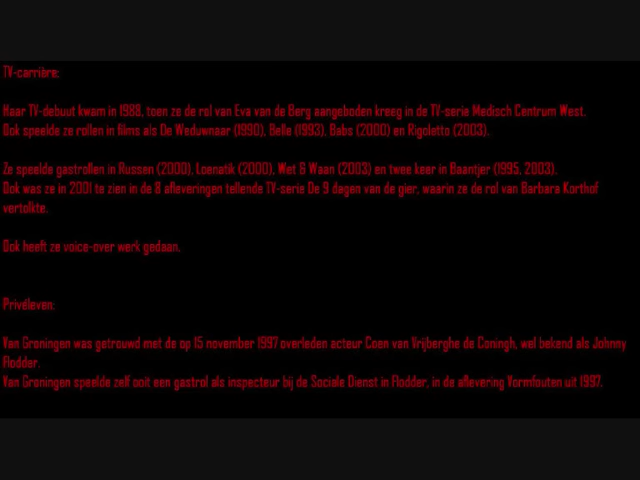 TV-carrière:
Haar TV-debuut kwam in 1988, toen ze de rol van Eva van de Berg aangeboden kreeg in de TV-serie Medisch Centrum West.
Ook speelde ze rollen in films als De Weduwnaar (1990), Belle (1993), Babs (2000) en Rigoletto (2003).
Ze speelde gastrollen in Russen (2000), Loenatik (2000), Wet & Waan (2003) en twee keer in Baantjer (1995, 2003).
Ook was ze in 2001 te zien in de 8 afleveringen tellende TV-serie De 9 dagen van de gier, waarin ze de rol van Barbara Korthof
vertolkte.
Ook heeft ze voice-over werk gedaan.
Privéleven:
Van Groningen was getrouwd met de op 15 november 1997 overleden acteur Coen van Vrijberghe de Coningh, wel bekend als Johnny
Flodder.
Van Groningen speelde zelf ooit een gastrol als inspecteur bij de Sociale Dienst in Flodder, in de aflevering Vormfouten uit 1997.